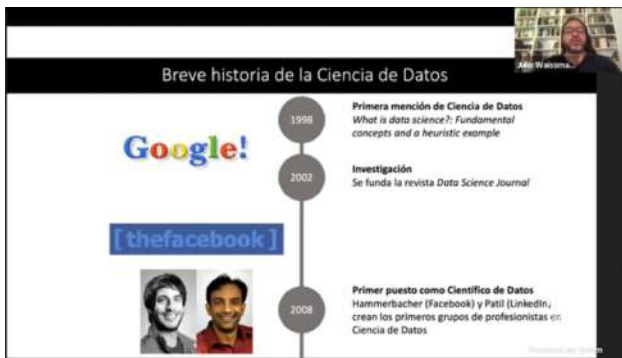 Breve historia de la Ciencia de Datos
Google!
[thefacebook]
1998
Primera mención de Ciencia de Datos
What is data science?: Fundamental
concepts and a heuristic example
2002
Investigación
Se funda la revista Data Science Journal
2008
Primer puesto como Científico de Datos
Hammerbacher (Facebook) y Patil (LinkedIn,
crean los primeros grupos de profesionistas en
Ciencia de Datos